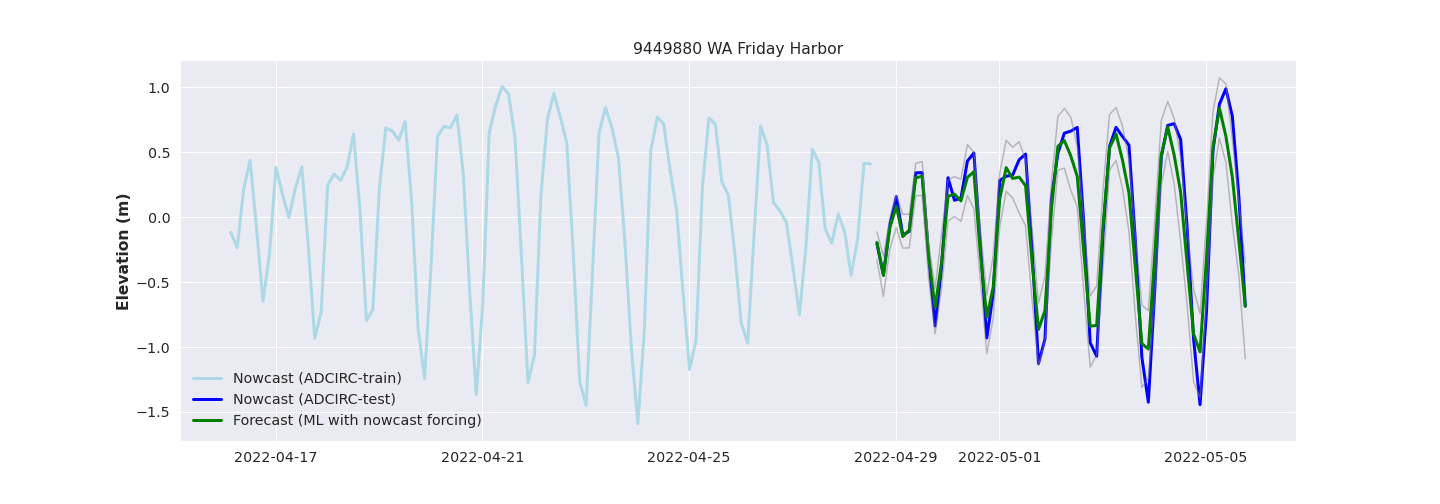 9449880 WA Friday Harbor
Elevation (m)
1.0
0.5
0.0
−0.5
−1.0
−1.5
Nowcast (ADCIRC-train)
Nowcast (ADCIRC-test)
Forecast (ML with nowcast forcing)
2022-04-17 2022-04-21 2022-04-25 2022-04-29 2022-05-01 2022-05-05